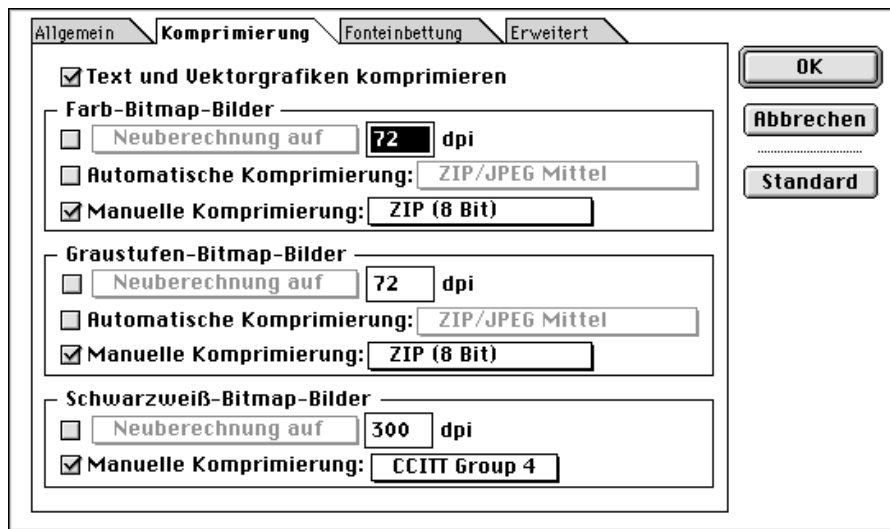 Allgemein Komprimierung Fonteinbettung Erweitert
Text und Vektorgrafiken komprimieren
Farb-Bitmap-Bilder
Neuberechnung auf 72 dpi
Automatische Komprimierung: ZIP/JPEG Mittel
Manuelle Komprimierung: ZIP (8 Bit)
Graustufen-Bitmap-Bilder
Neuberechnung auf 72 dpi
Automatische Komprimierung: ZIP/JPEG Mittel
Manuelle Komprimierung: ZIP (8 Bit)
Schwarzweiß-Bitmap-Bilder
Neuberechnung auf 300 dpi
Manuelle Komprimierung: CCITT Group 4
OK
Abbrechen
Standard